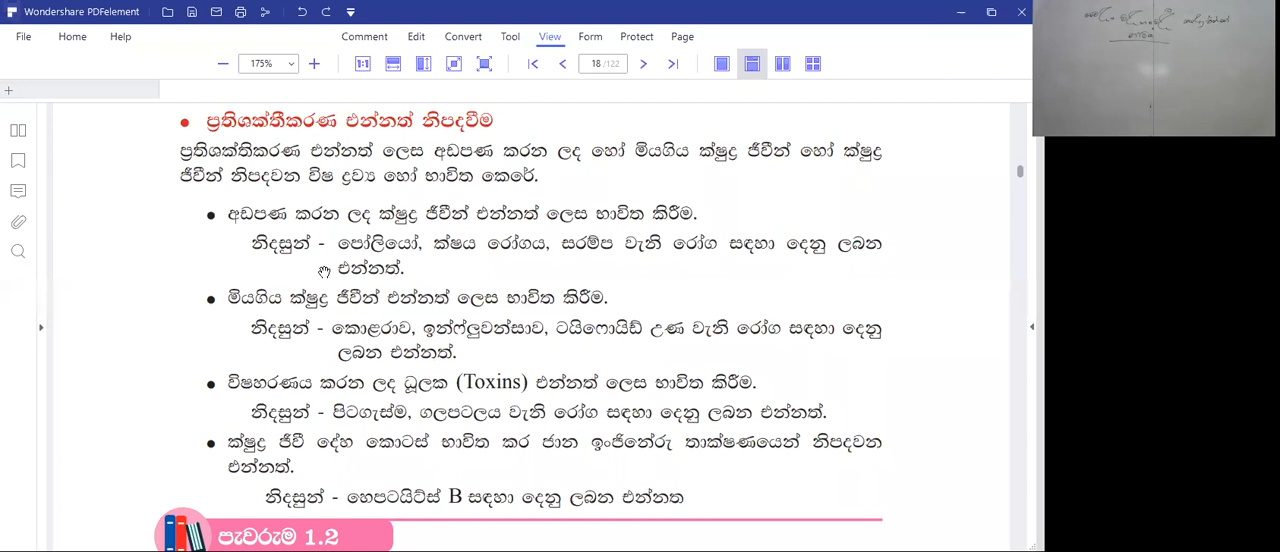 Wondershare PDFelement
File Home Help Comment Edit Convert Tool View Form Protect Page
175% 18 /122
• ප්‍රතිශක්තීකරණ එන්නත් නිපදවීම
ප්‍රතිශක්තිකරණ එන්නත් ලෙස අඩපණ කරන ලද හෝ මියගිය ක්ෂුද්‍ර ජීවීන් හෝ ක්ෂුද්‍ර
ජීවීන් නිපදවන විෂ ද්‍රව්‍ය හෝ භාවිත කෙරේ.
• අඩපණ කරන ලද ක්ෂුද්‍ර ජීවීන් එන්නත් ලෙස භාවිත කිරීම.
නිදසුන් - පෝලියෝ, ක්ෂය රෝගය, සරම්ප වැනි රෝග සඳහා දෙනු ලබන
එන්නත්.
• මියගිය ක්ෂුද්‍ර ජීවීන් එන්නත් ලෙස භාවිත කිරීම.
නිදසුන් - කොළරාව, ඉන්ෆ්ලුවන්සාව, ටයිෆොයිඩ් උණ වැනි රෝග සඳහා දෙනු
ලබන එන්නත්.
• විෂහරණය කරන ලද ධූලක (Toxins) එන්නත් ලෙස භාවිත කිරීම.
නිදසුන් - පිටගැස්ම, ගලපටලය වැනි රෝග සඳහා දෙනු ලබන එන්නත්.
• ක්ෂුද්‍ර ජීවී දේහ කොටස් භාවිත කර ජාන ඉංජිනේරු තාක්ෂණයෙන් නිපදවන
එන්නත්.
නිදසුන් - හෙපටයිටිස් B සඳහා දෙනු ලබන එන්නත
පැවරුම 1.2